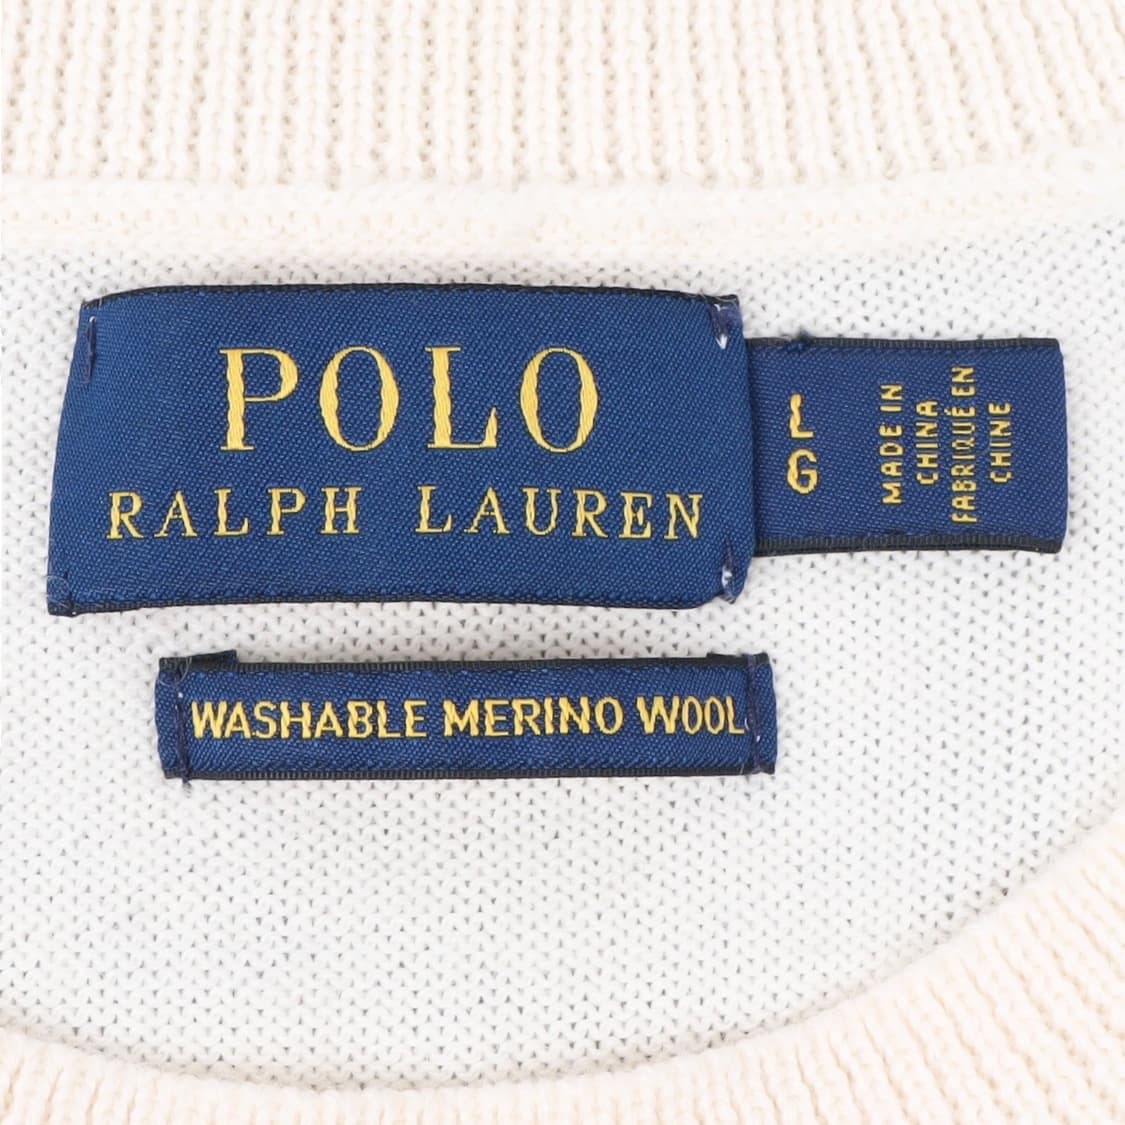 POLO
RALPH LAUREN
L
G
MADE IN
CHINA
FABRIQUÉ EN
CHINE
WASHABLE MERINO WOOL